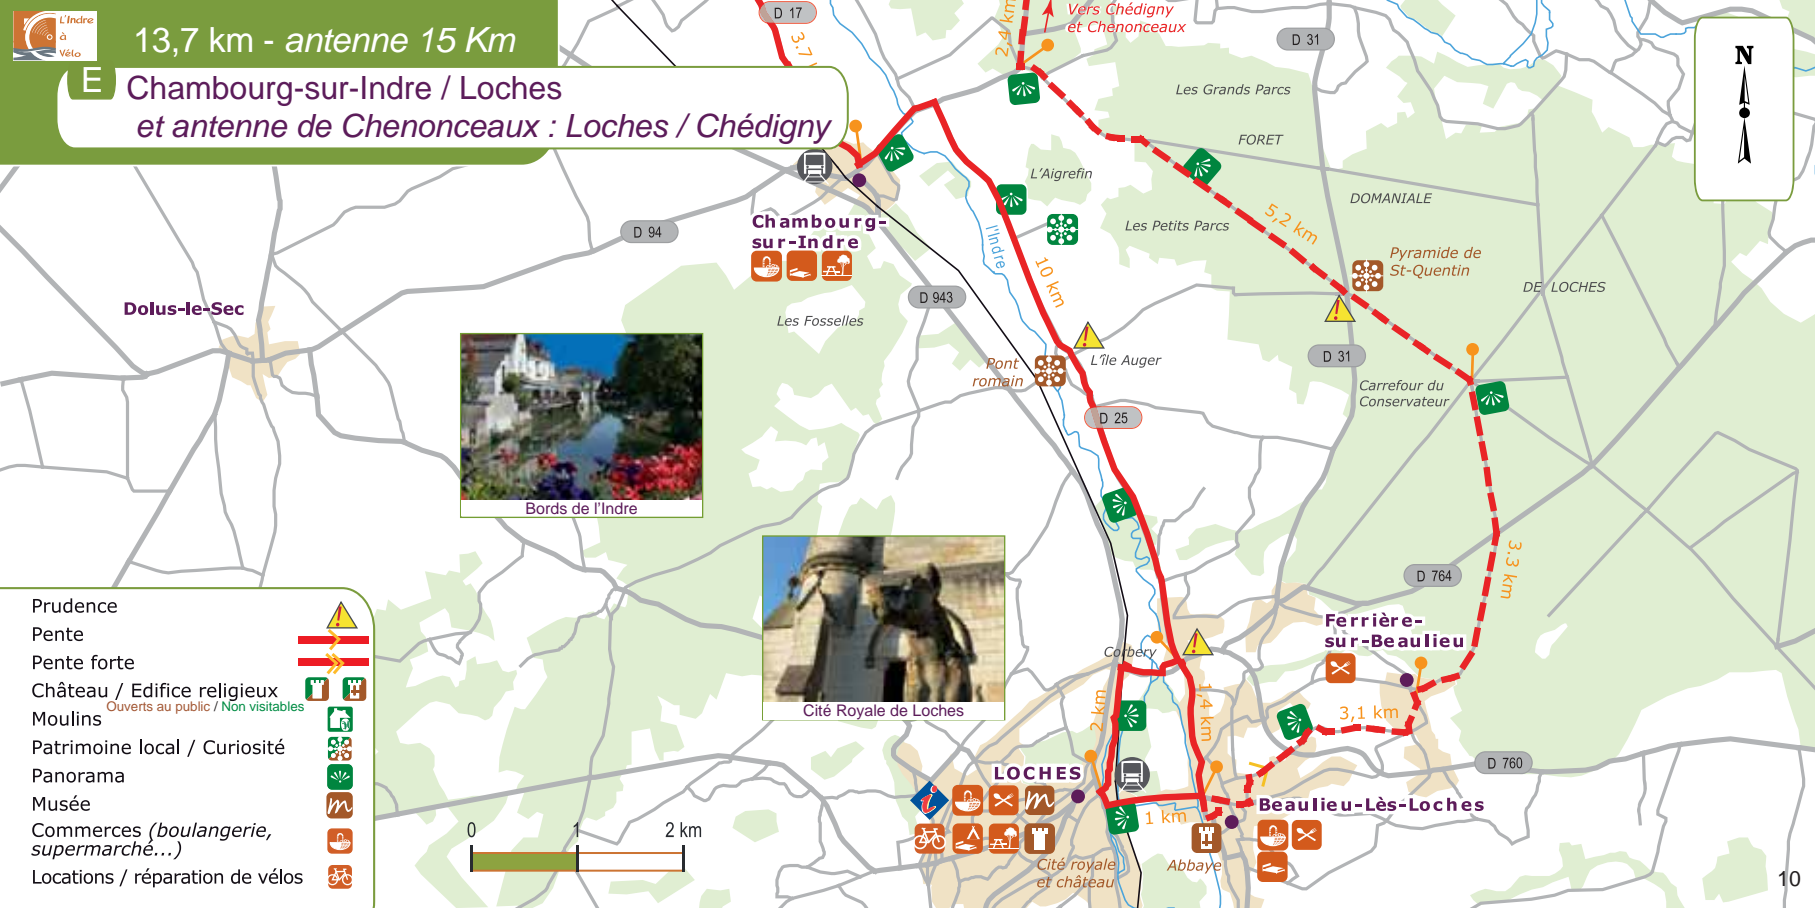 L'Indre
à
Vélo
13,7 km - antenne 15 Km
E
Chambourg-sur-Indre / Loches
et antenne de Chenonceaux : Loches / Chédigny
D 17
2.4 km
Vers Chédigny
et Chenonceaux
D 31
N
Les Grands Parcs
FORET
L'Aigrefin
DOMANIALE
Les Petits Parcs
5,2 km
D 94
Chambourg-
sur-Indre
l'Indre
10 km
Pyramide de
St-Quentin
DE LOCHES
D 943
Dolus-le-Sec
Les Fosselles
Pont
romain
L'île Auger
D 31
Carrefour du
Conservateur
D 25
Bords de l'Indre
3.3 km
D 764
Ferrière-
sur-Beaulieu
Corbery
2 km
1,4 km
3,1 km
Cité Royale de Loches
D 760
LOCHES
Beaulieu-Lès-Loches
1 km
Cité royale
et château
Abbaye
0 1 2 km
Prudence
Pente
Pente forte
Château / Edifice religieux
Ouverts au public / Non visitables
Moulins
Patrimoine local / Curiosité
Panorama
Musée
Commerces (boulangerie,
supermarché...)
Locations / réparation de vélos
10